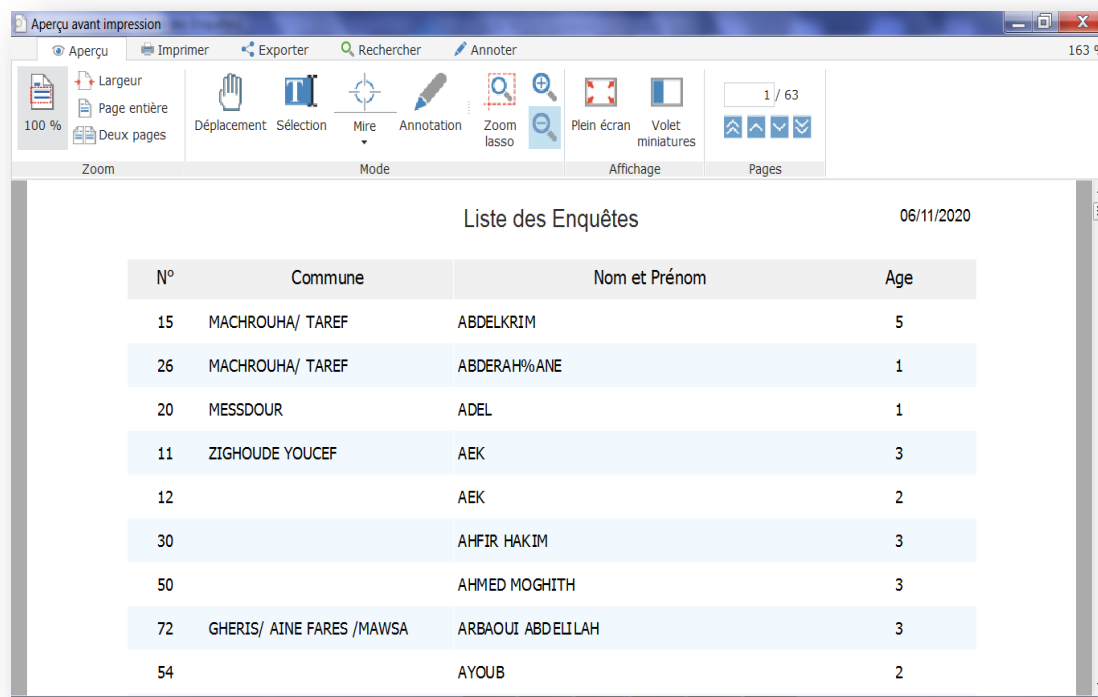 Aperçu avant impression
Aperçu Imprimer Exporter Rechercher Annoter 163 %
100 % Largeur Page entière Deux pages
Déplacement Sélection Mire Annotation Zoom lasso
Plein écran Volet miniatures
1 / 63
Zoom Mode Affichage Pages
Liste des Enquêtes 06/11/2020
N° Commune Nom et Prénom Age
15 MACHROUHA/ TAREF ABDELKRIM 5
26 MACHROUHA/ TAREF ABDERAH%ANE 1
20 MESSDOUR ADEL 1
11 ZIGHOUDE YOUCEF AEK 3
12 AEK 2
30 AHFIR HAKIM 3
50 AHMED MOGHITH 3
72 GHERIS/ AINE FARES /MAWSA ARBAOUI ABDELILAH 3
54 AYOUB 2